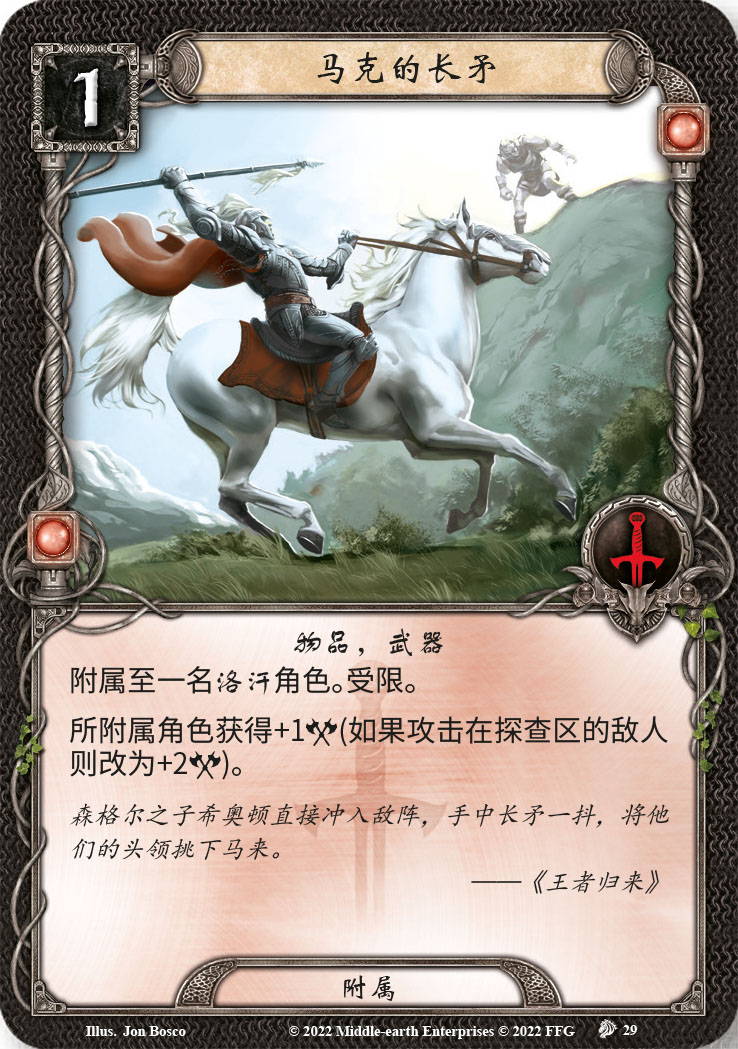 1
马克的长矛
物品，武器
附属至一名洛汗角色。受限。
所附属角色获得+1(如果攻击在探查区的敌人
则改为+2)。
森格尔之子希奥顿直接冲入敌阵，手中长矛一抖，将他
们的头领挑下马来。
——《王者归来》
附属
Illus. Jon Bosco © 2022 Middle-earth Enterprises © 2022 FFG 29